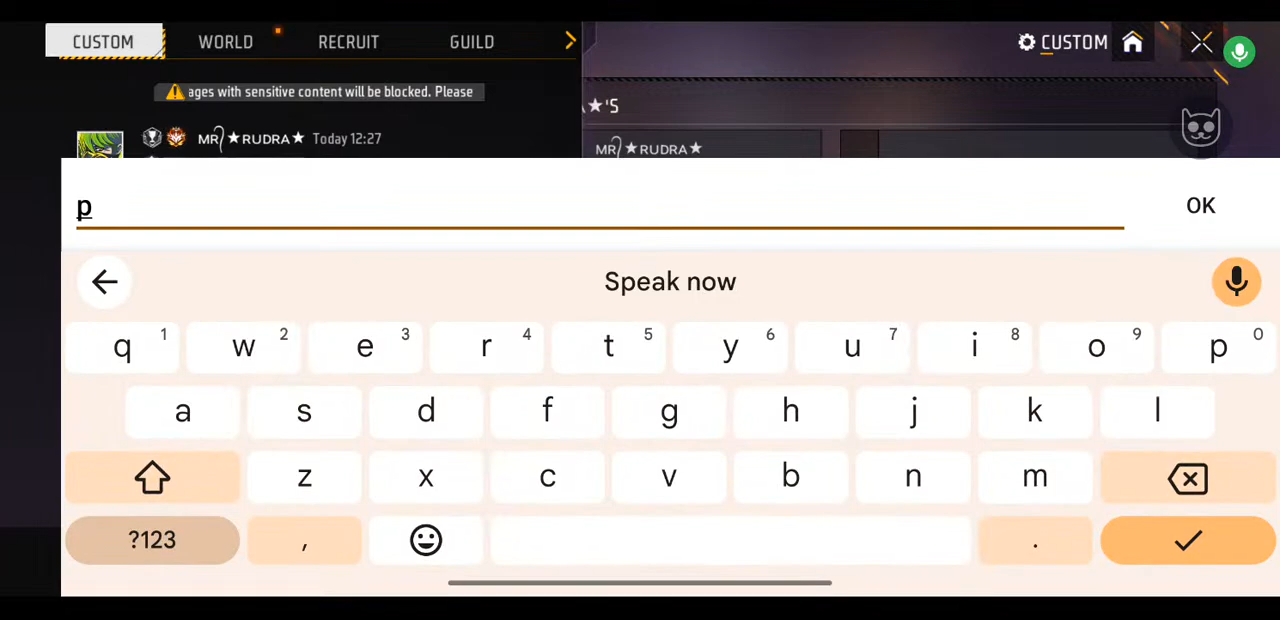 CUSTOM WORLD RECRUIT GUILD
CUSTOM
ages with sensitive content will be blocked. Please
★'S
MR★RUDRA★ Today 12:27
MR★RUDRA★
p
OK
Speak now
q 1 w 2 e 3 r 4 t 5 y 6 u 7 i 8 o 9 p 0
a s d f g h j k l
z x c v b n m
?123 , .